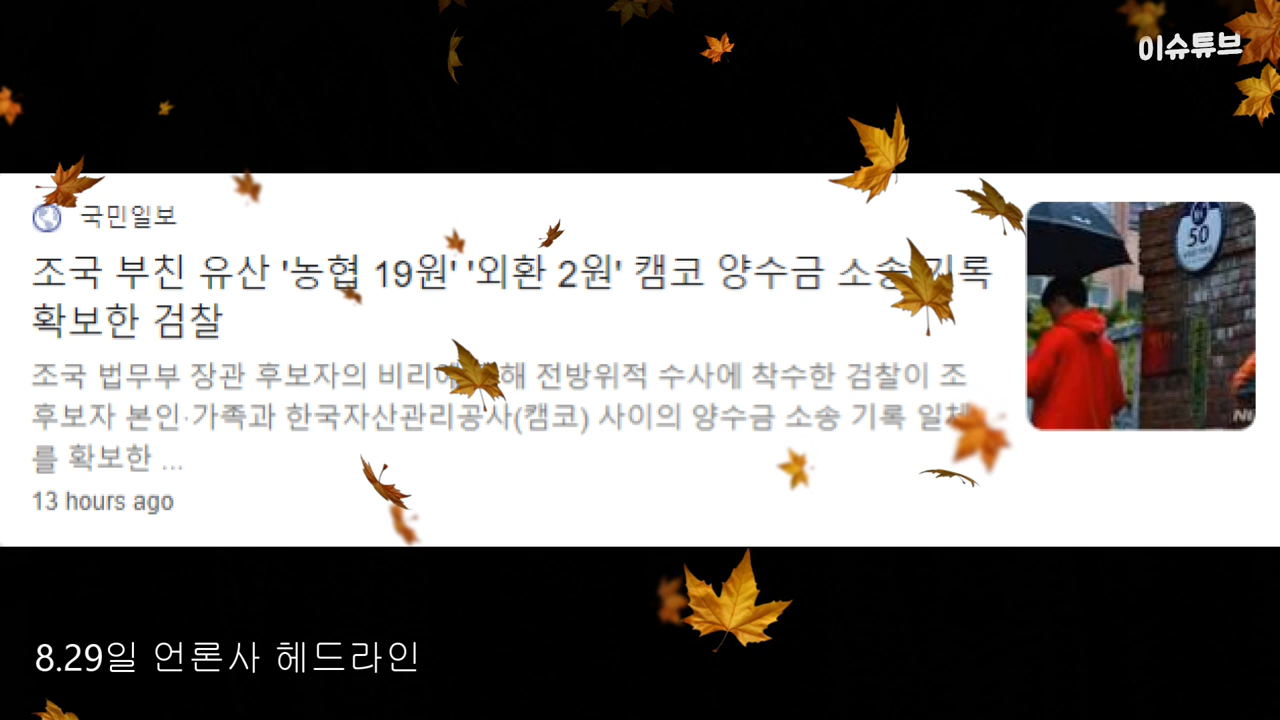 이슈튜브
국민일보
조국 부친 유산 '농협 19원' '외환 2원' 캠코 양수금 소송 기록
확보한 검찰
50
조국 법무부 장관 후보자의 비리에 해 전방위적 수사에 착수한 검찰이 조
후보자 본인·가족과 한국자산관리공사(캠코) 사이의 양수금 소송 기록 일체
를 확보한 ...
13 hours ago
8.29일 언론사 헤드라인